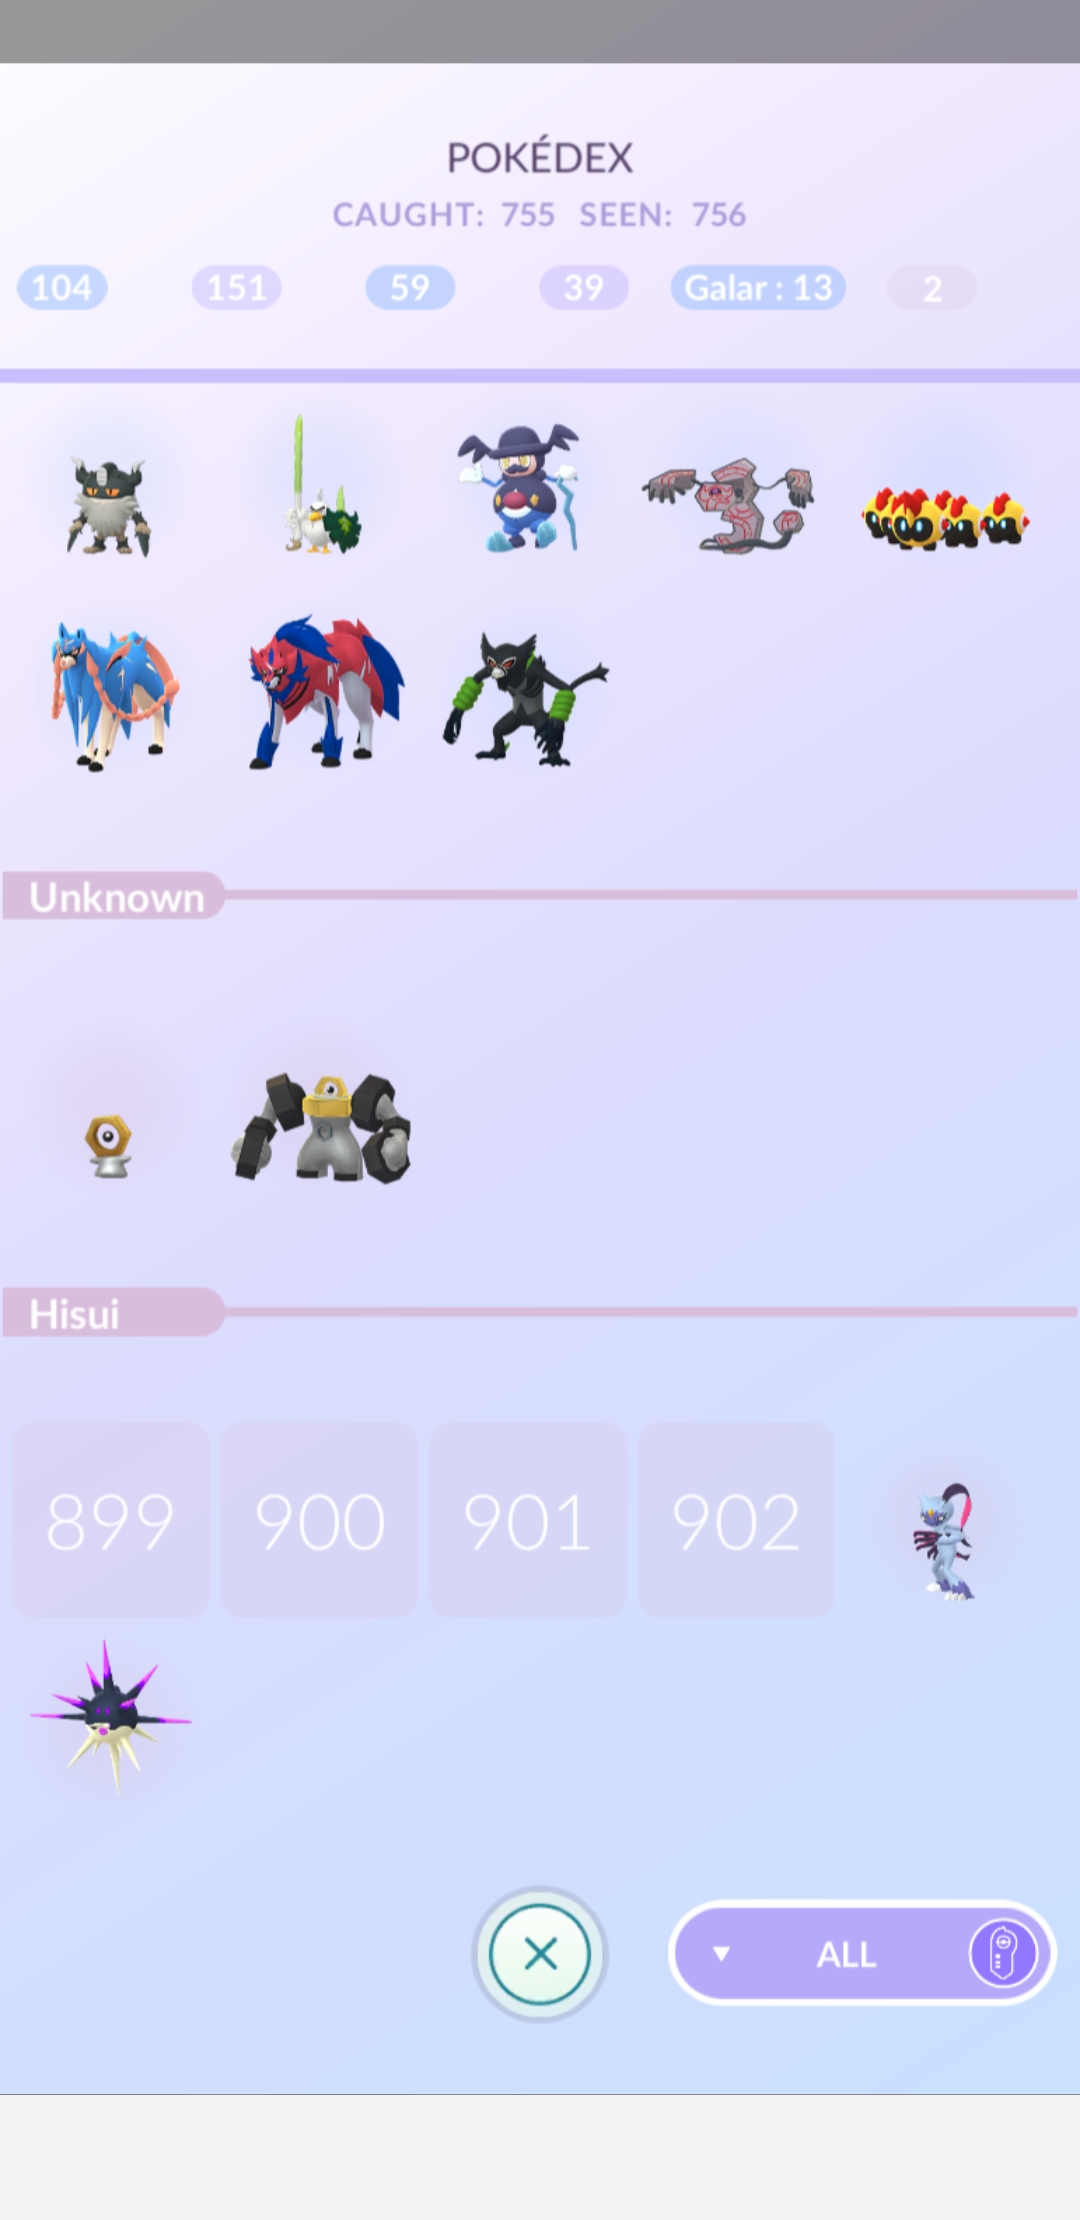 POKÉDEX
CAUGHT: 755 SEEN: 756
104 151 59 39 Galar : 13 2
Unknown
Hisui
899 900 901 902
ALL